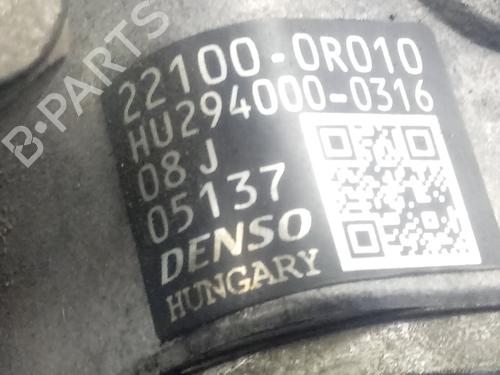 B-PARTS
22100-0R010
HU294000-0316
08 J
05137
DENSO
HUNGARY